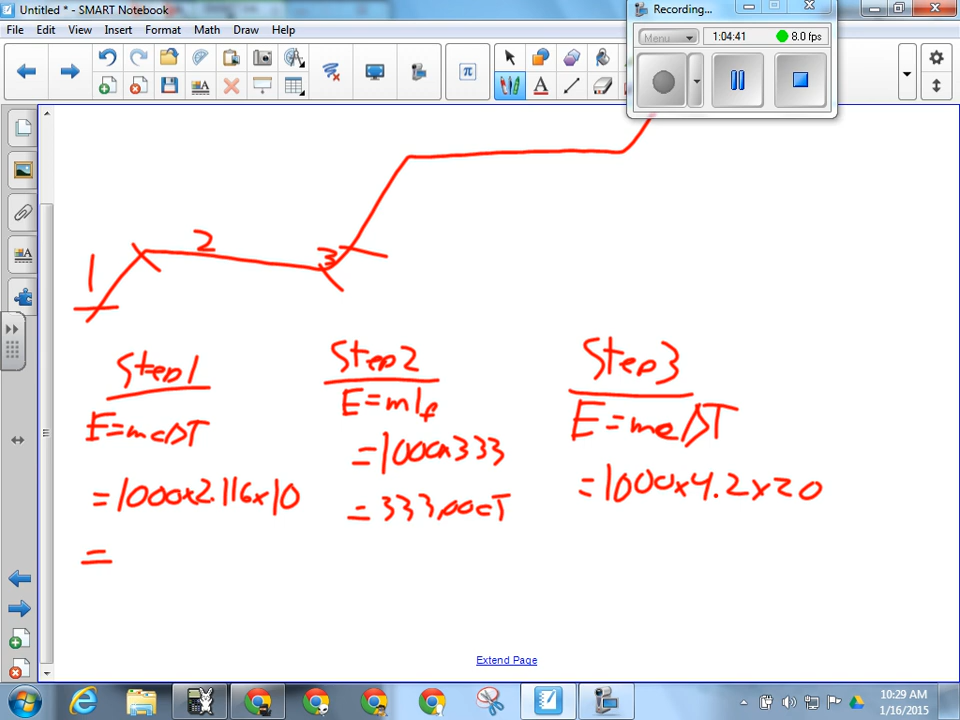 Untitled * - SMART Notebook
Recording...
File Edit View Insert Format Math Draw Help
Menu
1:04:41
8.0 fps
π
A
1
2
3
Step1
E=mcΔT
=1000x2.116x10
=
Step2
E=mlf
=1000x333
=333,000J
Step3
E=mcΔT
=1000x4.2x20
Extend Page
10:29 AM
1/16/2015